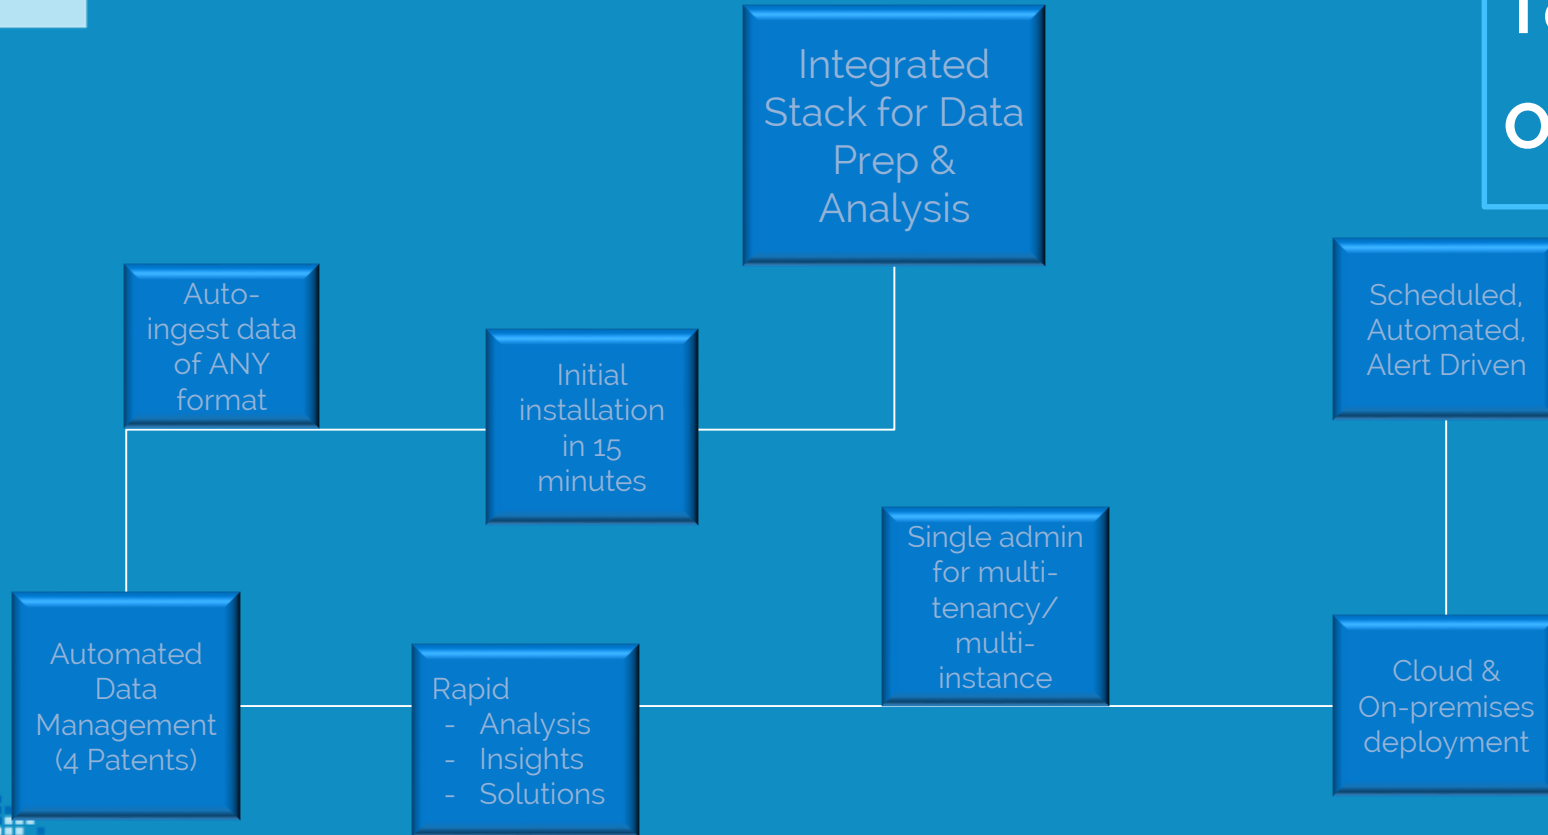 Integrated
Stack for Data
Prep &
Analysis
Auto-
ingest data
of ANY
format
Initial
installation
in 15
minutes
Scheduled,
Automated,
Alert Driven
Single admin
for multi-
tenancy/
multi-
instance
Automated
Data
Management
(4 Patents)
Rapid
- Analysis
- Insights
- Solutions
Cloud &
On-premises
deployment